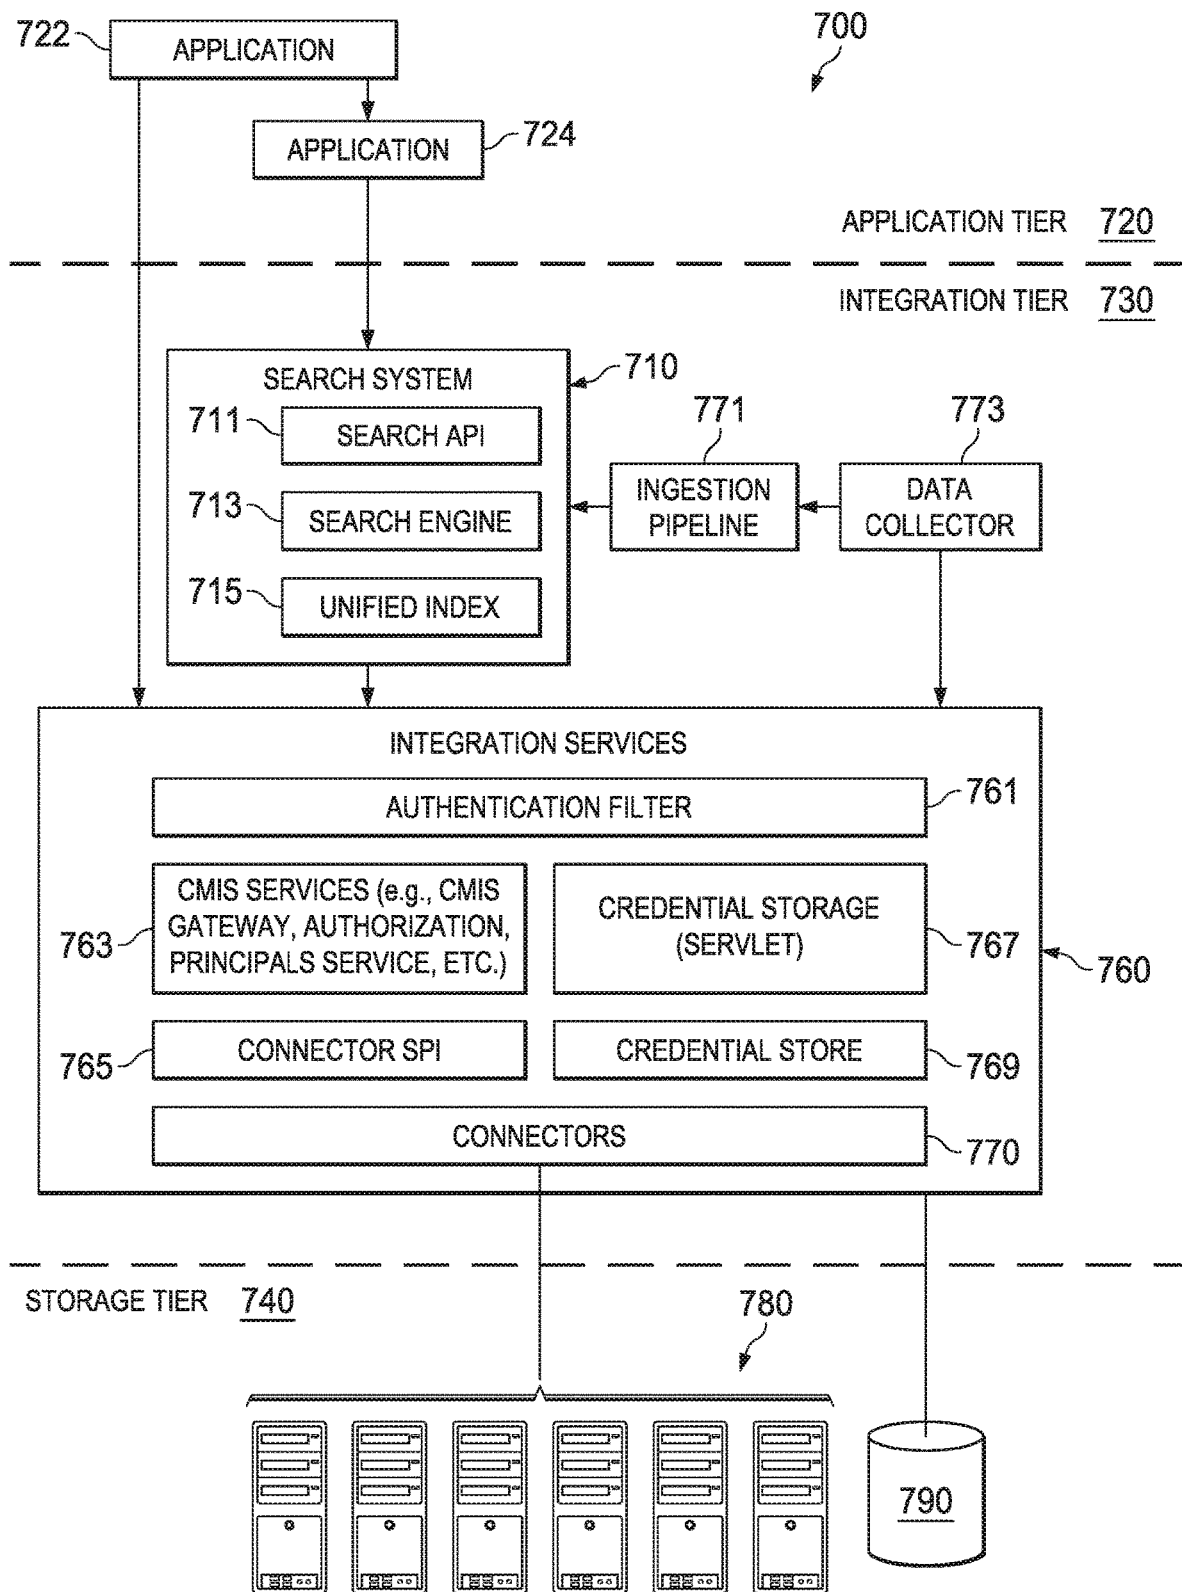 722
APPLICATION
700
APPLICATION
724
APPLICATION TIER 720
INTEGRATION TIER 730
SEARCH SYSTEM
710
711
SEARCH API
771
773
713
SEARCH ENGINE
INGESTION
PIPELINE
DATA
COLLECTOR
715
UNIFIED INDEX
INTEGRATION SERVICES
AUTHENTICATION FILTER
761
763
CMIS SERVICES (e.g., CMIS
GATEWAY, AUTHORIZATION,
PRINCIPALS SERVICE, ETC.)
CREDENTIAL STORAGE
(SERVLET)
767
760
765
CONNECTOR SPI
CREDENTIAL STORE
769
CONNECTORS
770
STORAGE TIER 740
780
790